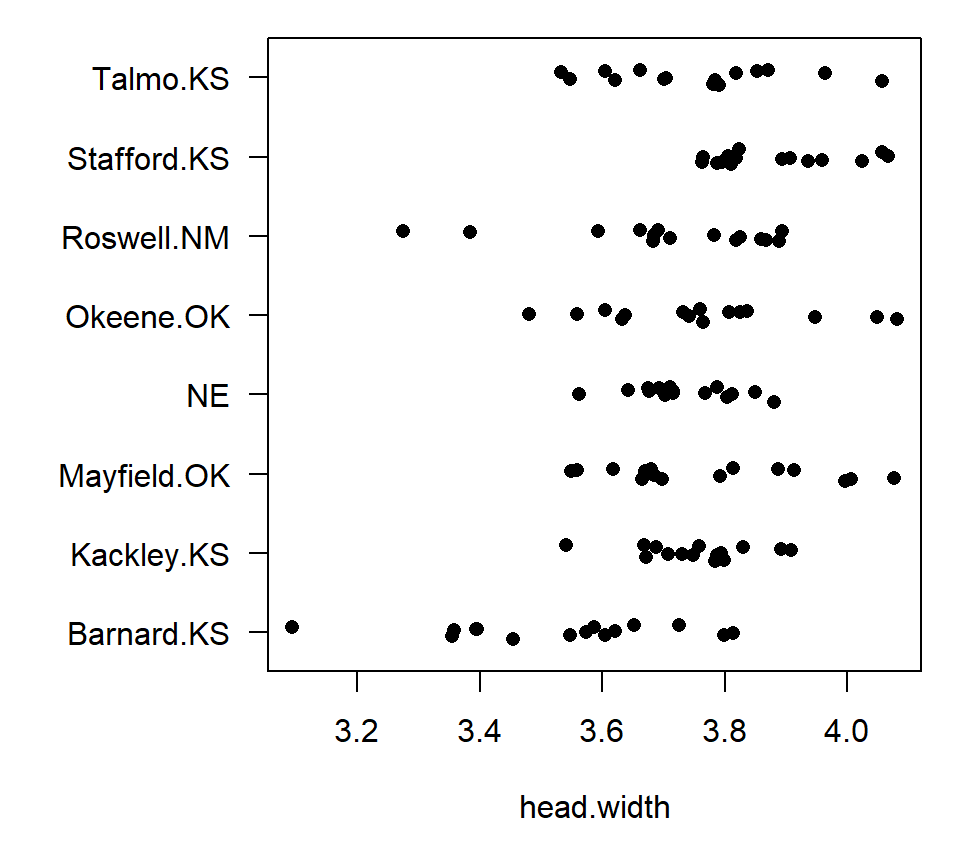 Talmo.KS
Stafford.KS
Roswell.NM
Okeene.OK
NE
Mayfield.OK
Kackley.KS
Barnard.KS
3.2 3.4 3.6 3.8 4.0
head.width